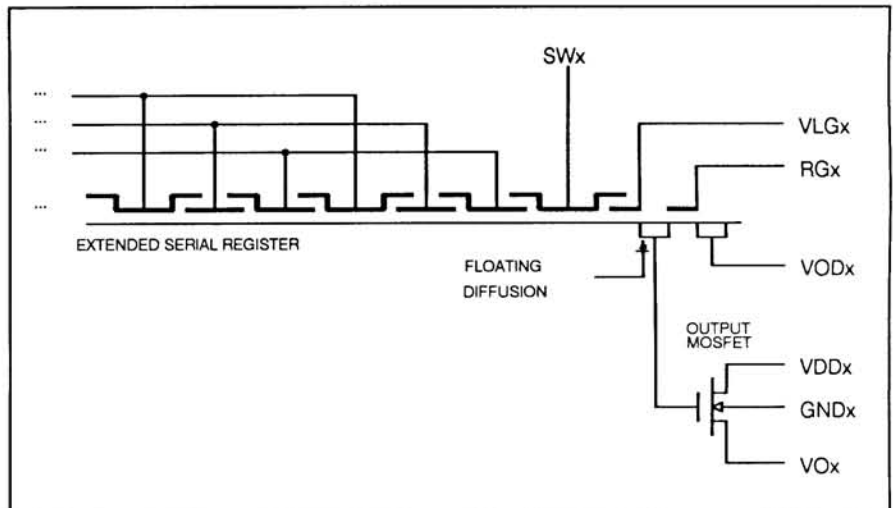 SWx
...
...
...
...
VLGx
RGx
EXTENDED SERIAL REGISTER
FLOATING
DIFFUSION
VODx
OUTPUT
MOSFET
VDDx
GNDx
VOx